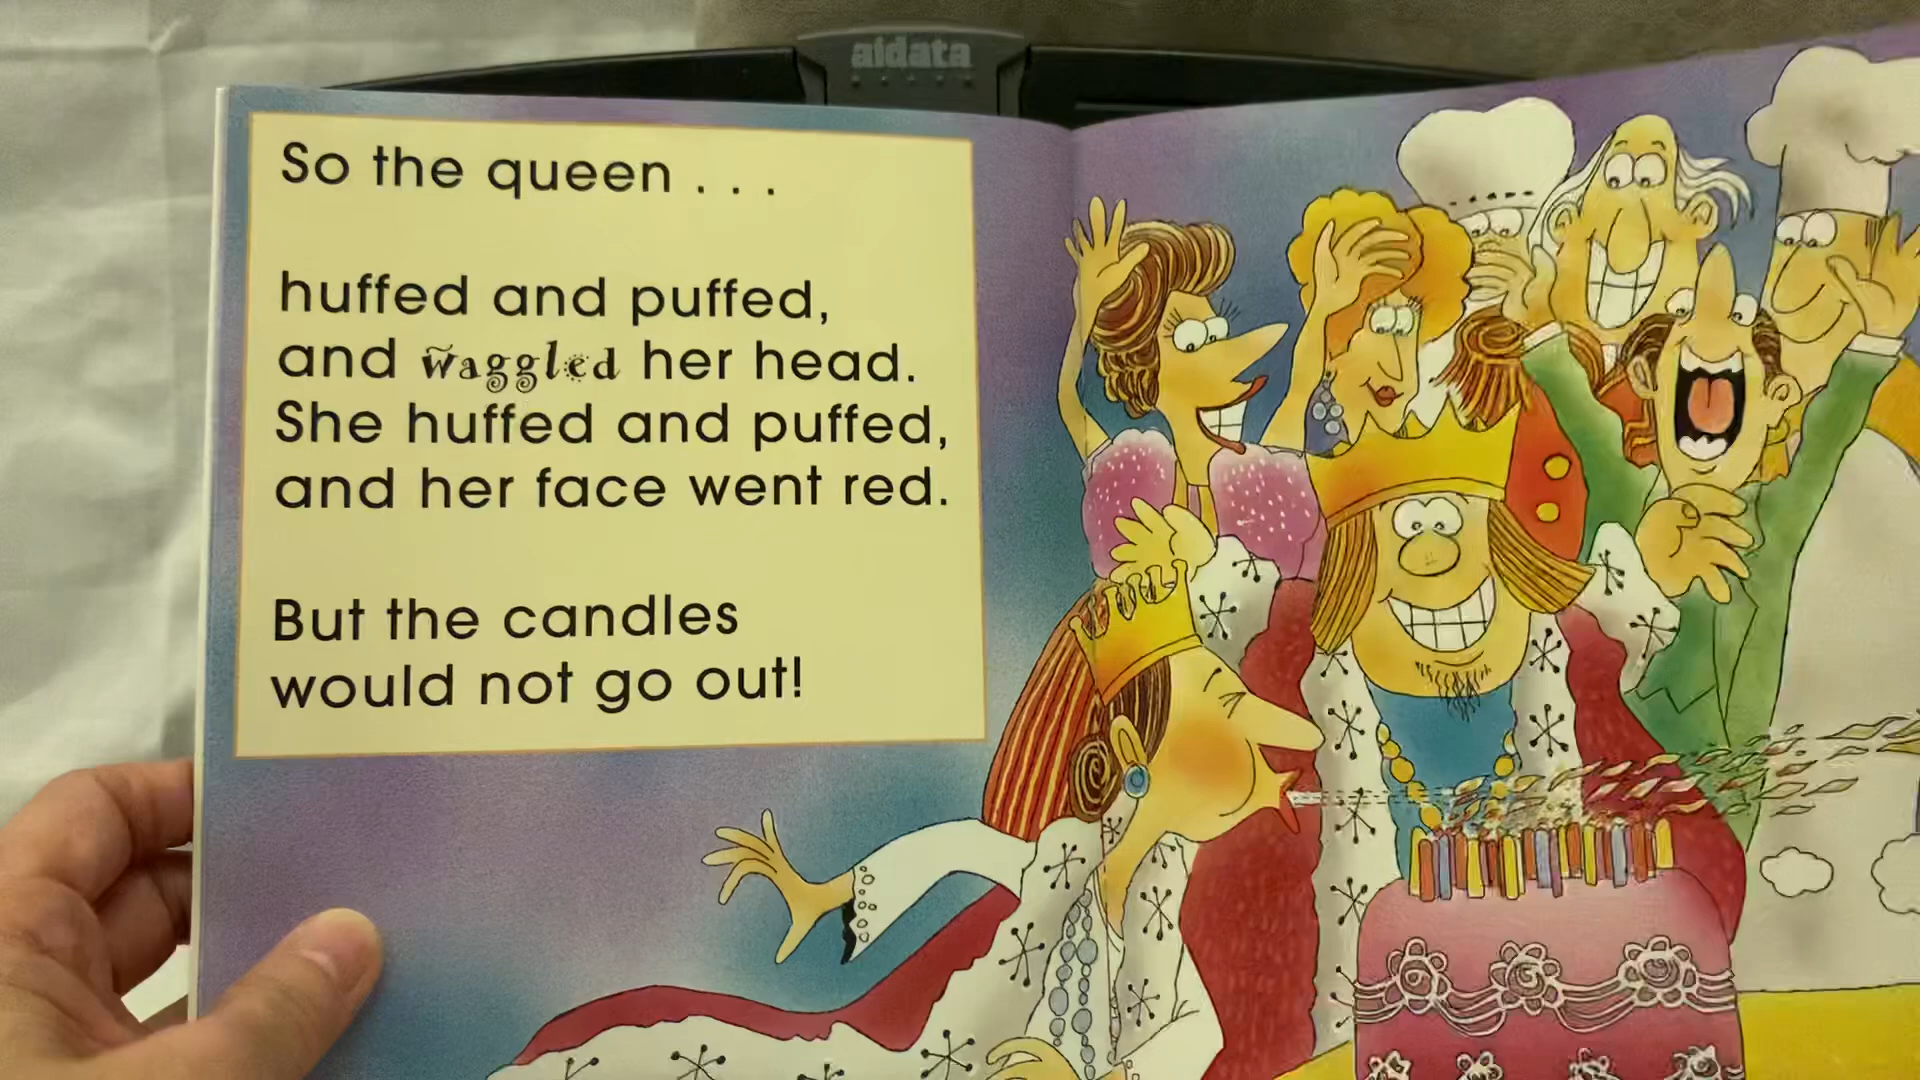 aidata
So the queen . . .
huffed and puffed,
and waggled her head.
She huffed and puffed,
and her face went red.
But the candles
would not go out!